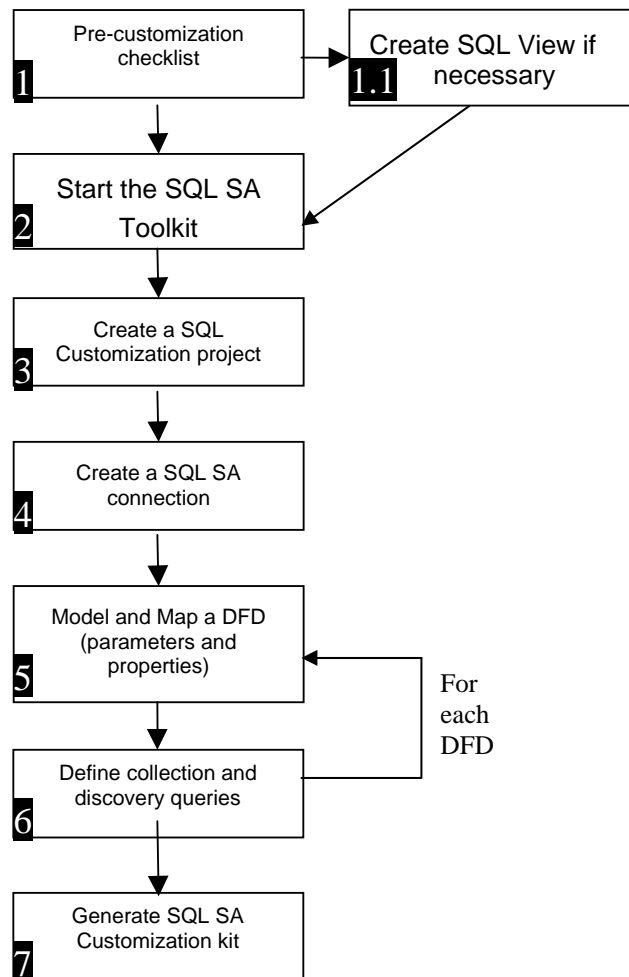 Pre-customization
checklist
1
Create SQL View if
necessary
1.1
Start the SQL SA
Toolkit
2
Create a SQL
Customization project
3
Create a SQL SA
connection
4
Model and Map a DFD
(parameters and
properties)
5
For
each
DFD
Define collection and
discovery queries
6
Generate SQL SA
Customization kit
7